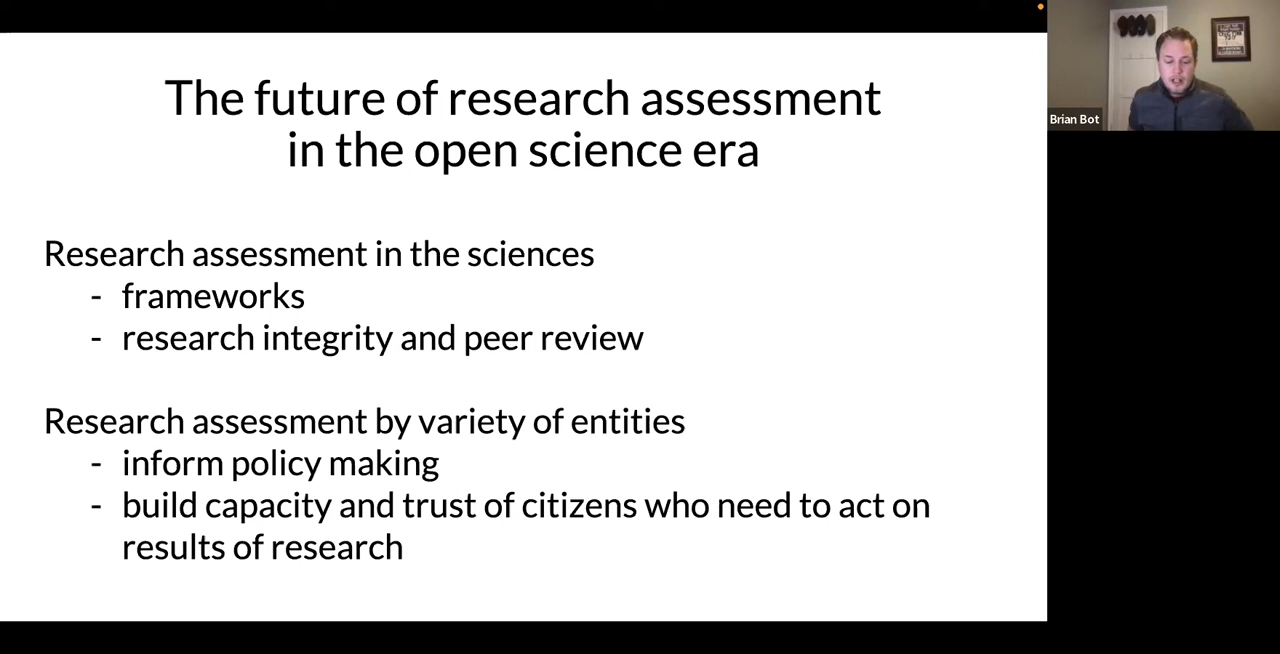 The future of research assessment
in the open science era
Research assessment in the sciences
- frameworks
- research integrity and peer review
Research assessment by variety of entities
- inform policy making
- build capacity and trust of citizens who need to act on
results of research
Brian Bot